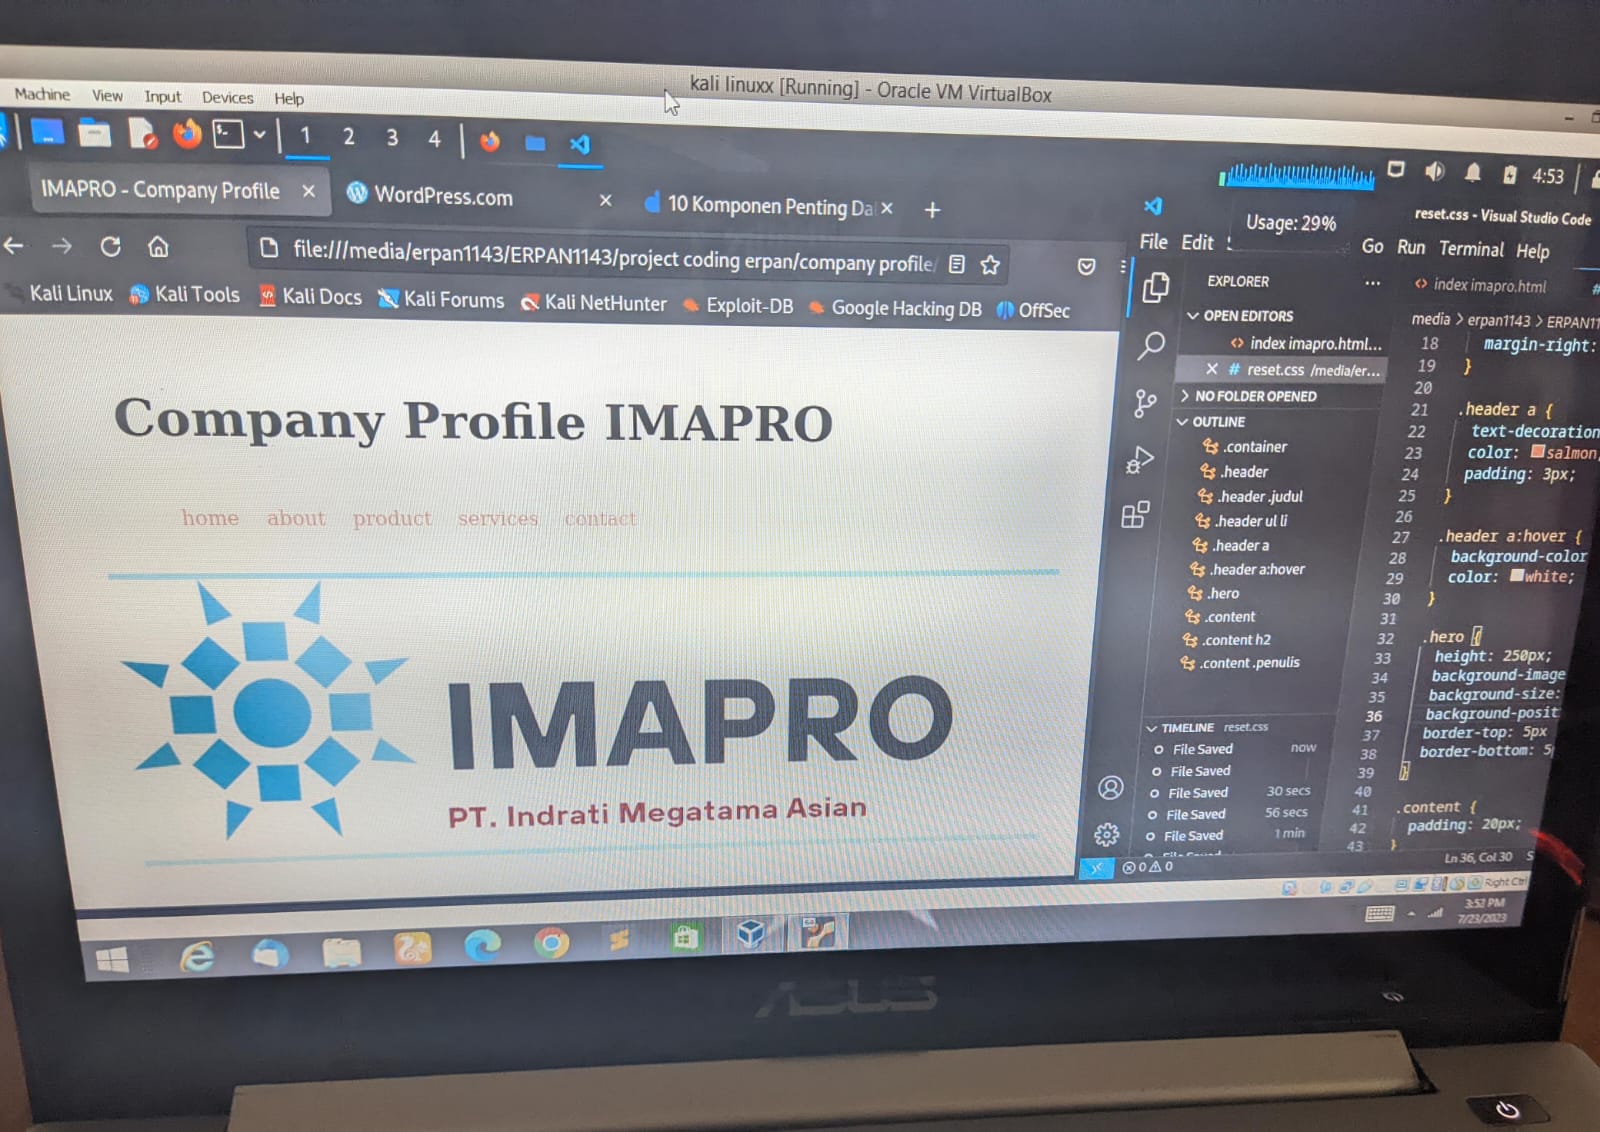 kali linuxx [Running] - Oracle VM VirtualBox
Machine View Input Devices Help
1 2 3 4
4:53
IMAPRO - Company Profile
WordPress.com
10 Komponen Penting Da
Usage: 29%
file:///media/erpan1143/ERPAN1143/project coding erpan/company profile/
Kali Linux Kali Tools Kali Docs Kali Forums Kali NetHunter Exploit-DB Google Hacking DB OffSec
Company Profile IMAPRO
home about product services contact
IMAPRO
PT. Indrati Megatama Asian
reset.css - Visual Studio Code
File Edit Go Run Terminal Help
EXPLORER
OPEN EDITORS
index imapro.html...
reset.css /media/er...
NO FOLDER OPENED
OUTLINE
.container
.header
.header .judul
.header ul li
.header a
.header a:hover
.hero
.content
.content h2
.content .penulis
TIMELINE reset.css
File Saved now
File Saved
File Saved 30 secs
File Saved 56 secs
File Saved 1 min
index imapro.html
media > erpan1143 > ERPAN11
18 margin-right:
19 }
20
21 .header a {
22 text-decoration
23 color: salmon;
24 padding: 3px;
25 }
26
27 .header a:hover {
28 background-color
29 color: white;
30 }
31
32 .hero {
33 height: 250px;
34 background-image
35 background-size:
36 background-posit
37 border-top: 5px
38 border-bottom: 5
39 }
40
41 .content {
42 padding: 20px;
43 }
0 0
Ln 36, Col 30
Right Ctrl
3:52 PM
7/23/2023
ASUS